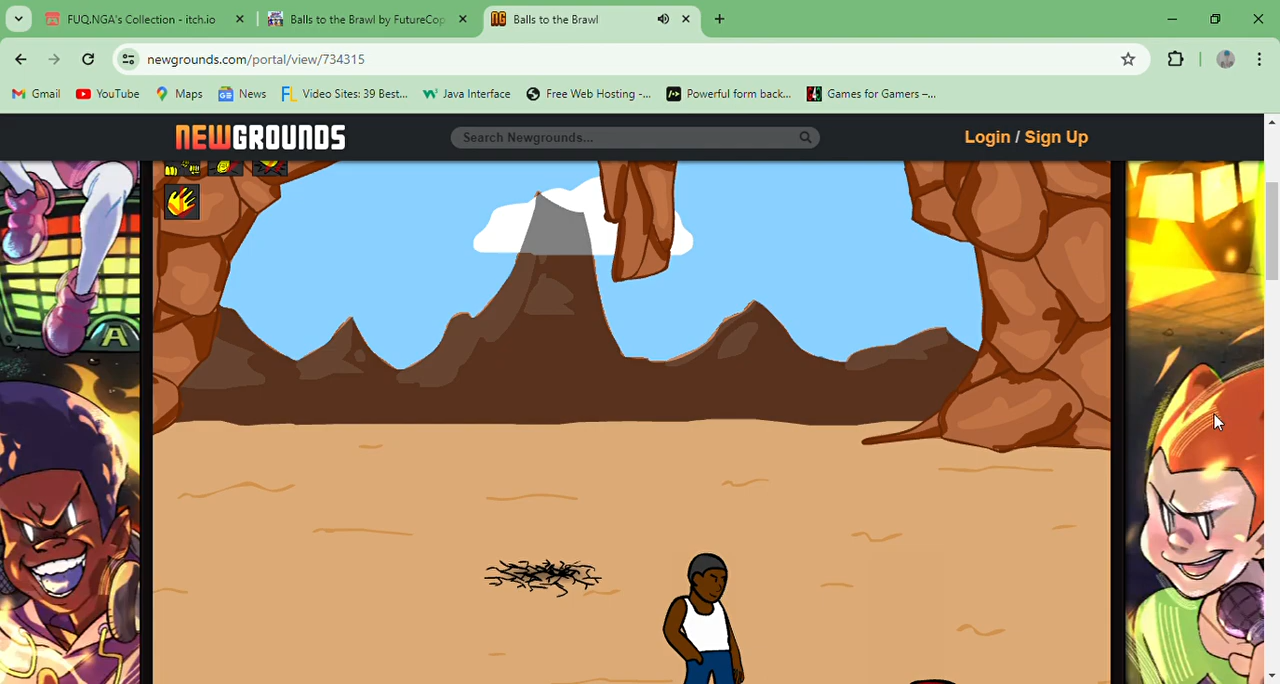 FUQ.NGA's Collection - itch.io
Balls to the Brawl by FutureCop
Balls to the Brawl
newgrounds.com/portal/view/734315
Gmail
YouTube
Maps
News
Video Sites: 39 Best...
Java Interface
Free Web Hosting -...
Powerful form back...
Games for Gamers –...
NEWGROUNDS
Search Newgrounds...
Login / Sign Up
A